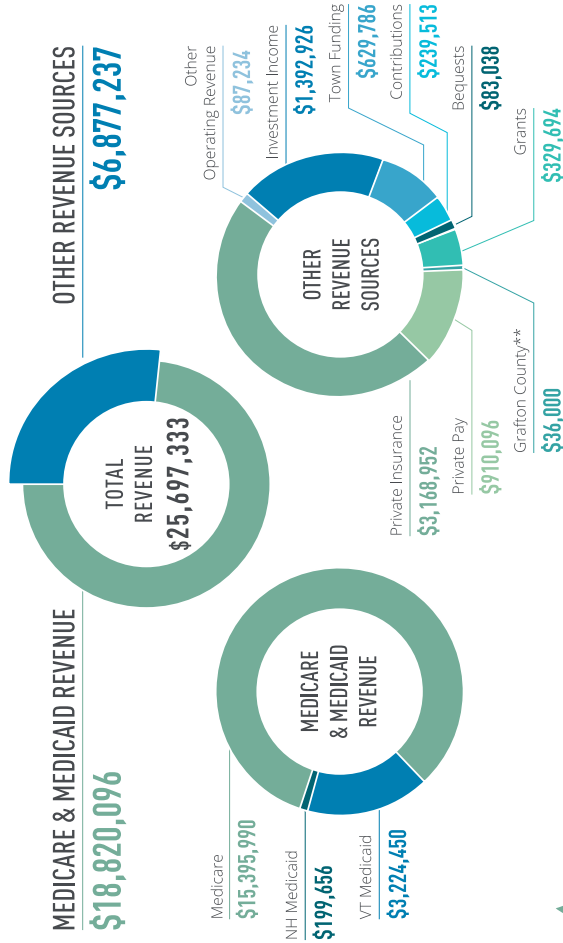 MEDICARE & MEDICAID REVENUE
$18,820,096
OTHER REVENUE SOURCES
$6,877,237
TOTAL
REVENUE
$25,697,333
Medicare
$15,395,990
NH Medicaid
$199,656
VT Medicaid
$3,224,450
MEDICARE
& MEDICAID
REVENUE
Other
Operating Revenue
$87,234
Investment Income
$1,392,926
Town Funding
$629,786
Contributions
$239,513
Bequests
$83,038
Grants
$329,694
OTHER
REVENUE
SOURCES
Private Insurance
$3,168,952
Private Pay
$910,096
Grafton County**
$36,000